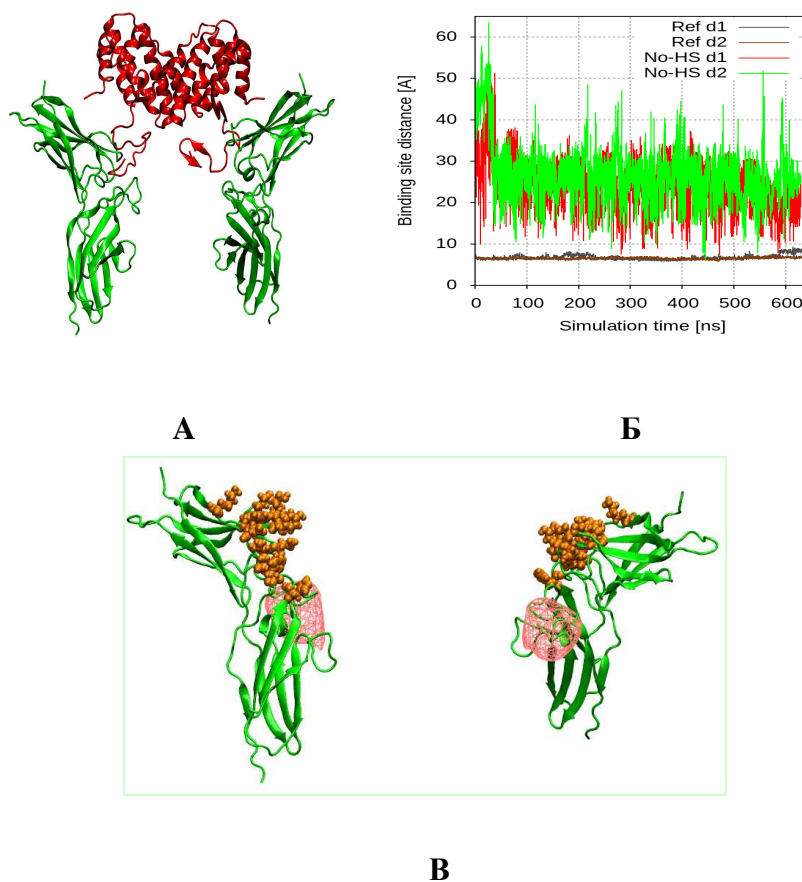 Ref d1
Ref d2
No-HS d1
No-HS d2
Binding site distance [A]
60
50
40
30
20
10
0
0 100 200 300 400 500 600
Simulation time [ns]
А Б
В